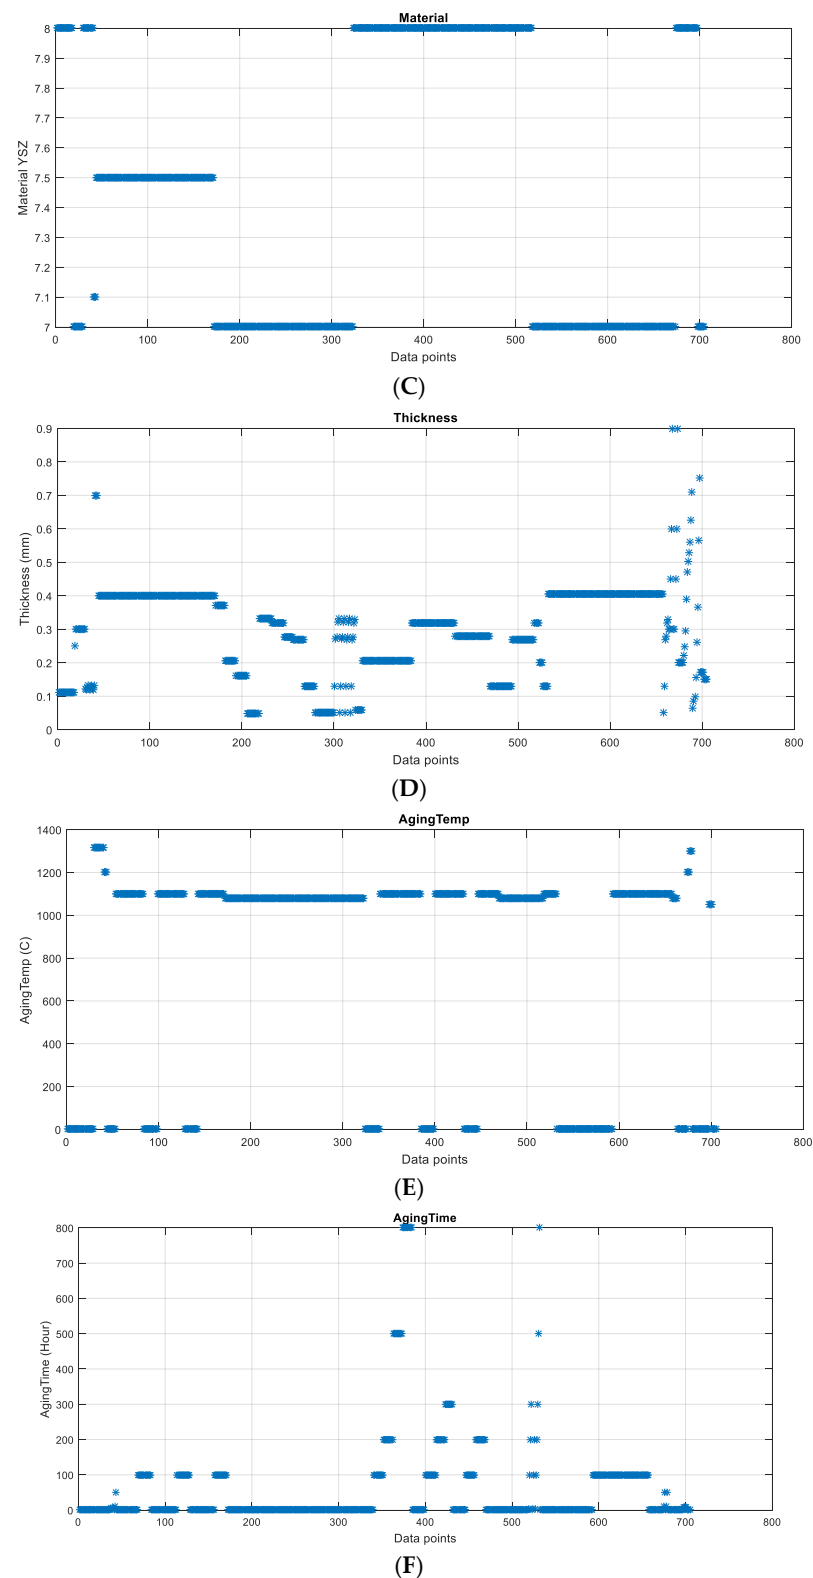 Material
8
7.9
7.8
7.7
7.6
7.5
7.4
7.3
7.2
7.1
7
Material YSZ
0 100 200 300 400 500 600 700 800
Data points
(C)
Thickness
0.9
0.8
0.7
0.6
0.5
0.4
0.3
0.2
0.1
0
Thickness (mm)
0 100 200 300 400 500 600 700 800
Data points
(D)
AgingTemp
1400
1200
1000
800
600
400
200
0
AgingTemp (C)
0 100 200 300 400 500 600 700 800
Data points
(E)
AgingTime
800
700
600
500
400
300
200
100
0
AgingTime (Hour)
0 100 200 300 400 500 600 700 800
Data points
(F)